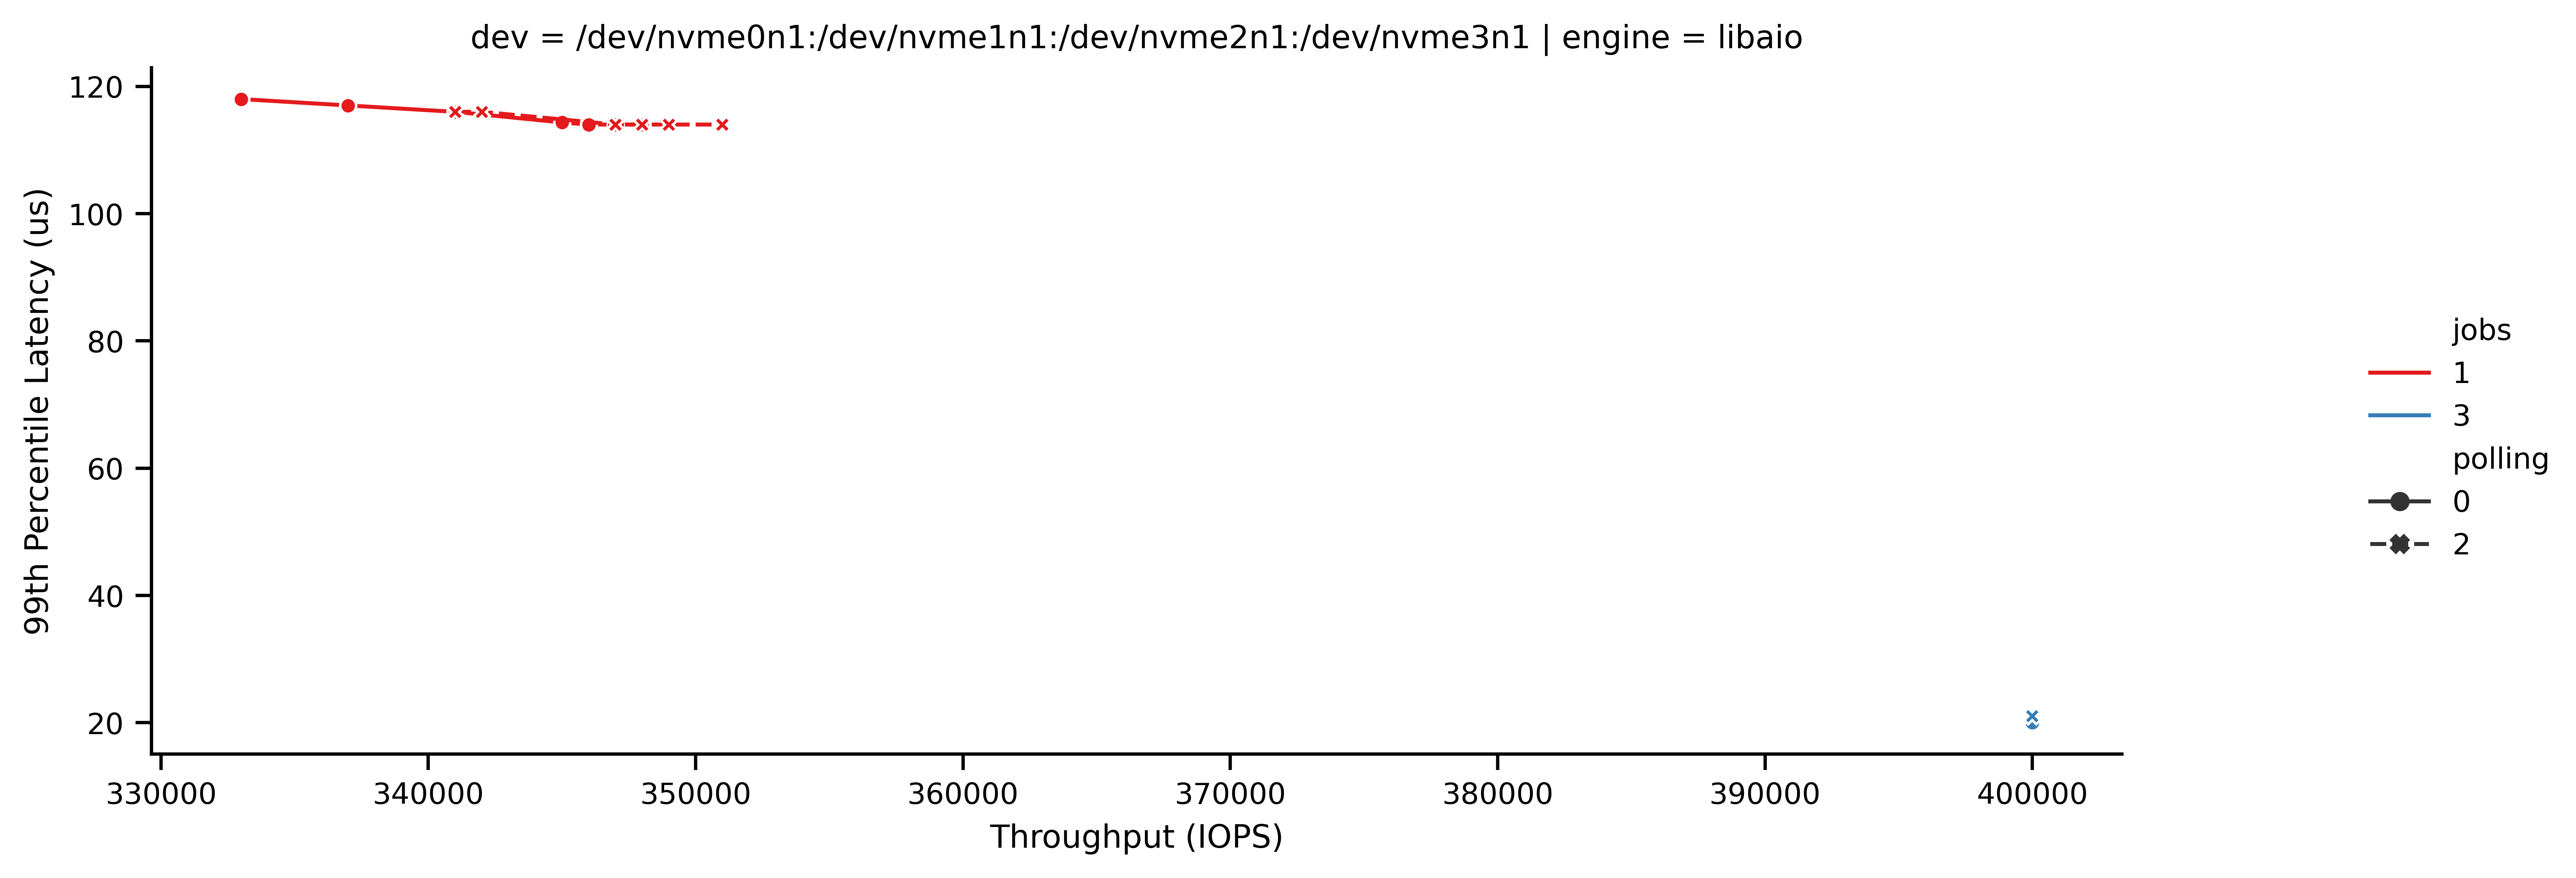 dev = /dev/nvme0n1:/dev/nvme1n1:/dev/nvme2n1:/dev/nvme3n1 | engine = libaio
99th Percentile Latency (us)
120
100
80
60
40
20
330000 340000 350000 360000 370000 380000 390000 400000
Throughput (IOPS)
jobs
1
3
polling
0
2